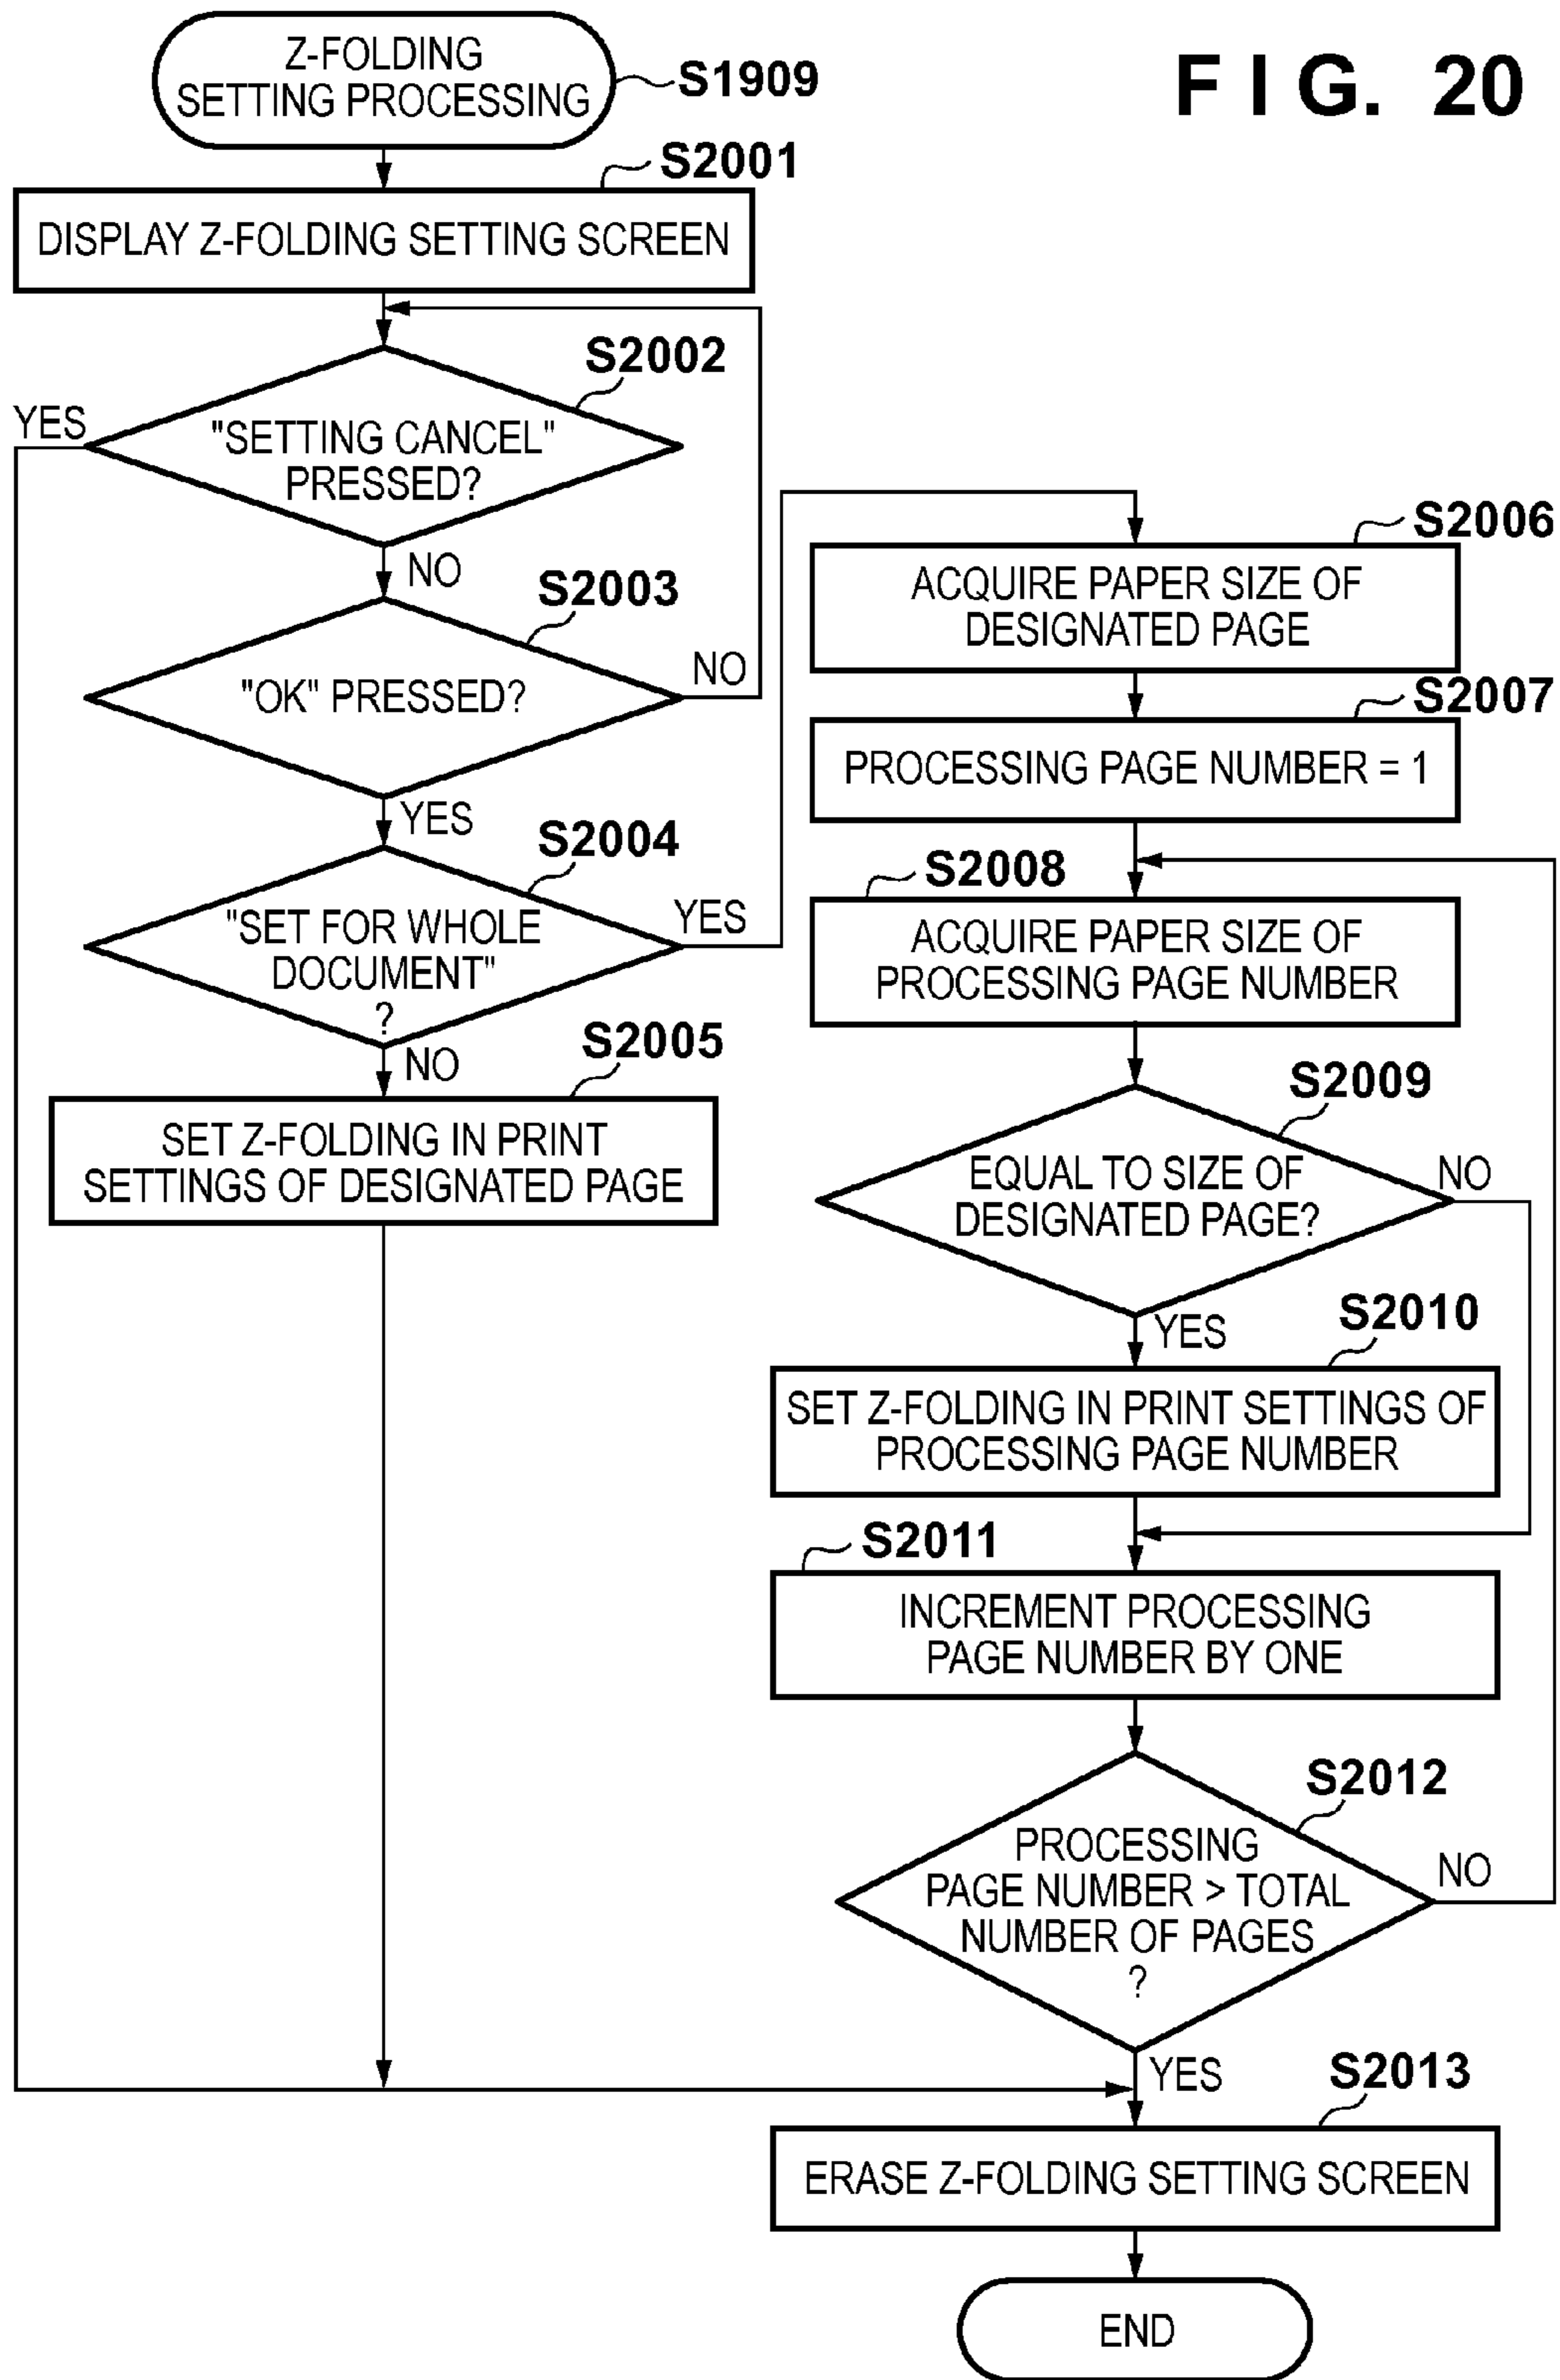 FIG. 20
Z-FOLDING
SETTING PROCESSING
S1909
S2001
DISPLAY Z-FOLDING SETTING SCREEN
S2002
YES
"SETTING CANCEL"
PRESSED?
NO
S2003
"OK" PRESSED?
NO
YES
S2004
"SET FOR WHOLE
DOCUMENT"
?
YES
NO
S2005
SET Z-FOLDING IN PRINT
SETTINGS OF DESIGNATED PAGE
S2006
ACQUIRE PAPER SIZE OF
DESIGNATED PAGE
S2007
PROCESSING PAGE NUMBER = 1
S2008
ACQUIRE PAPER SIZE OF
PROCESSING PAGE NUMBER
S2009
EQUAL TO SIZE OF
DESIGNATED PAGE?
NO
YES
S2010
SET Z-FOLDING IN PRINT SETTINGS OF
PROCESSING PAGE NUMBER
S2011
INCREMENT PROCESSING
PAGE NUMBER BY ONE
S2012
PROCESSING
PAGE NUMBER > TOTAL
NUMBER OF PAGES
?
NO
YES
S2013
ERASE Z-FOLDING SETTING SCREEN
END